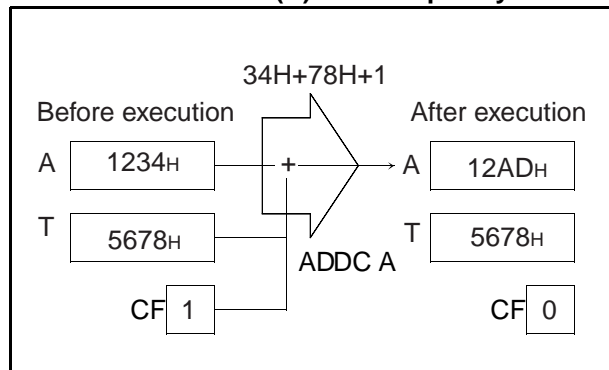 34H+78H+1
Before execution
After execution
A 1234H + A 12ADH
T 5678H T 5678H
ADDC A
CF 1 CF 0